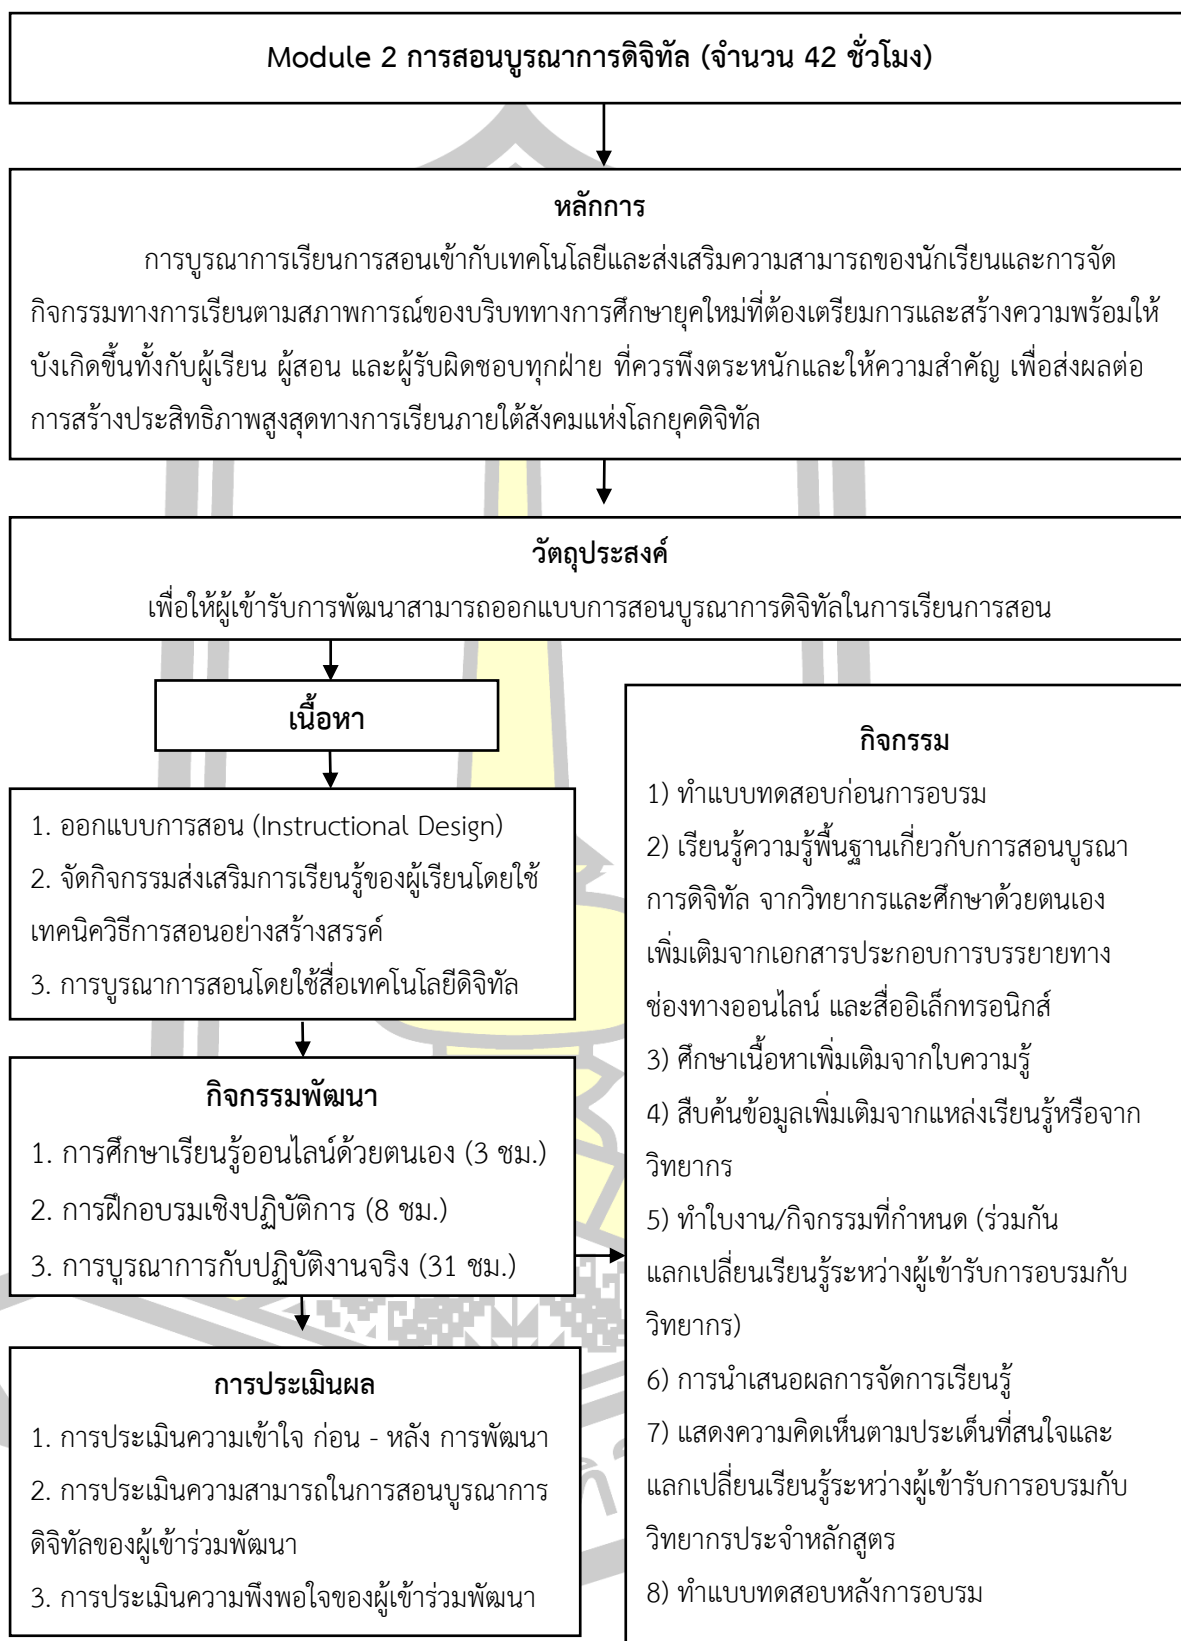 Module 2 การสอนบูรณาการดิจิทัล (จำนวน 42 ชั่วโมง)
หลักการ
การบูรณาการเรียนการสอนเข้ากับเทคโนโลยีและส่งเสริมความสามารถของนักเรียนและการจัด
กิจกรรมทางการเรียนตามสภาพการณ์ของบริบททางการศึกษายุคใหม่ที่ต้องเตรียมการและสร้างความพร้อมให้
บังเกิดขึ้นทั้งกับผู้เรียน ผู้สอน และผู้รับผิดชอบทุกฝ่าย ที่ควรพึงตระหนักและให้ความสำคัญ เพื่อส่งผลต่อ
การสร้างประสิทธิภาพสูงสุดทางการเรียนภายใต้สังคมแห่งโลกยุคดิจิทัล
วัตถุประสงค์
เพื่อให้ผู้เข้ารับการพัฒนาสามารถออกแบบการสอนบูรณาการดิจิทัลในการเรียนการสอน
เนื้อหา
1. ออกแบบการสอน (Instructional Design)
2. จัดกิจกรรมส่งเสริมการเรียนรู้ของผู้เรียนโดยใช้
เทคนิควิธีการสอนอย่างสร้างสรรค์
3. การบูรณาการสอนโดยใช้สื่อเทคโนโลยีดิจิทัล
กิจกรรมพัฒนา
1. การศึกษาเรียนรู้ออนไลน์ด้วยตนเอง (3 ชม.)
2. การฝึกอบรมเชิงปฏิบัติการ (8 ชม.)
3. การบูรณาการกับปฏิบัติงานจริง (31 ชม.)
การประเมินผล
1. การประเมินความเข้าใจ ก่อน - หลัง การพัฒนา
2. การประเมินความสามารถในการสอนบูรณาการ
ดิจิทัลของผู้เข้าร่วมพัฒนา
3. การประเมินความพึงพอใจของผู้เข้าร่วมพัฒนา
กิจกรรม
1) ทำแบบทดสอบก่อนการอบรม
2) เรียนรู้ความรู้พื้นฐานเกี่ยวกับการสอนบูรณา
การดิจิทัล จากวิทยากรและศึกษาด้วยตนเอง
เพิ่มเติมจากเอกสารประกอบการบรรยายทาง
ช่องทางออนไลน์ และสื่ออิเล็กทรอนิกส์
3) ศึกษาเนื้อหาเพิ่มเติมจากใบความรู้
4) สืบค้นข้อมูลเพิ่มเติมจากแหล่งเรียนรู้หรือจาก
วิทยากร
5) ทำใบงาน/กิจกรรมที่กำหนด (ร่วมกัน
แลกเปลี่ยนเรียนรู้ระหว่างผู้เข้ารับการอบรมกับ
วิทยากร)
6) การนำเสนอผลการจัดการเรียนรู้
7) แสดงความคิดเห็นตามประเด็นที่สนใจและ
แลกเปลี่ยนเรียนรู้ระหว่างผู้เข้ารับการอบรมกับ
วิทยากรประจำหลักสูตร
8) ทำแบบทดสอบหลังการอบรม